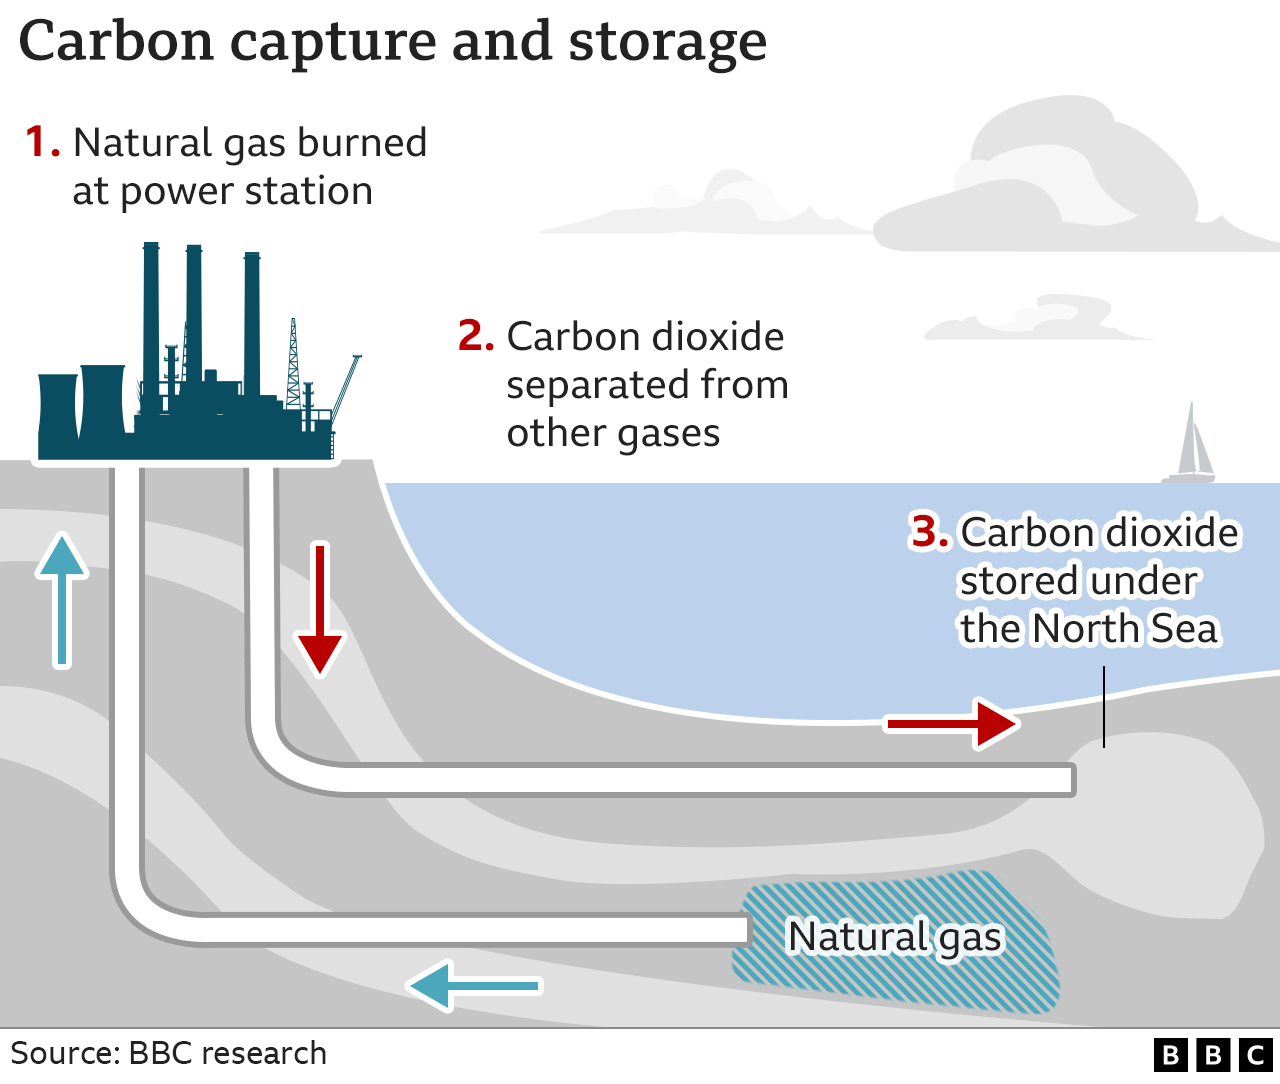 Carbon capture and storage
1. Natural gas burned
at power station
2. Carbon dioxide
separated from
other gases
3. Carbon dioxide
stored under
the North Sea
Natural gas
Source: BBC research
BBC